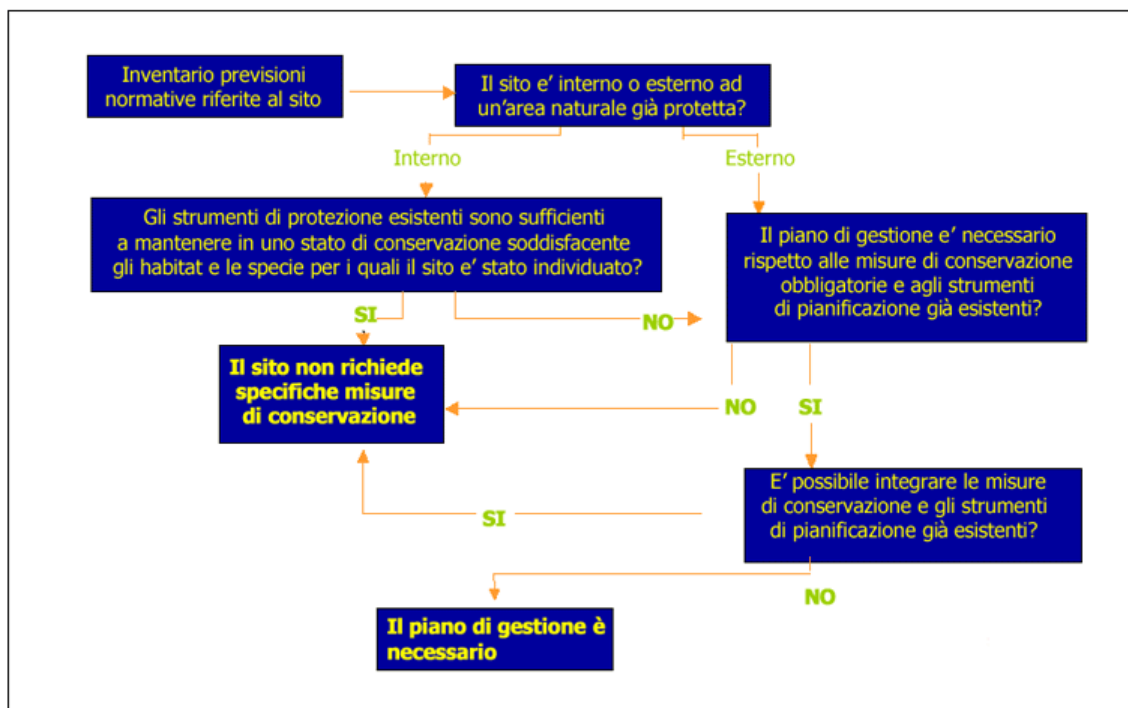 Inventario previsioni
normative riferite al sito
Il sito e’ interno o esterno ad
un’area naturale già protetta?
Interno
Esterno
Gli strumenti di protezione esistenti sono sufficienti
a mantenere in uno stato di conservazione soddisfacente
gli habitat e le specie per i quali il sito e’ stato individuato?
Il piano di gestione e’ necessario
rispetto alle misure di conservazione
obbligatorie e agli strumenti
di pianificazione già esistenti?
SI
NO
Il sito non richiede
specifiche misure
di conservazione
NO
SI
E’ possibile integrare le misure
di conservazione e gli strumenti
di pianificazione già esistenti?
SI
NO
Il piano di gestione è
necessario